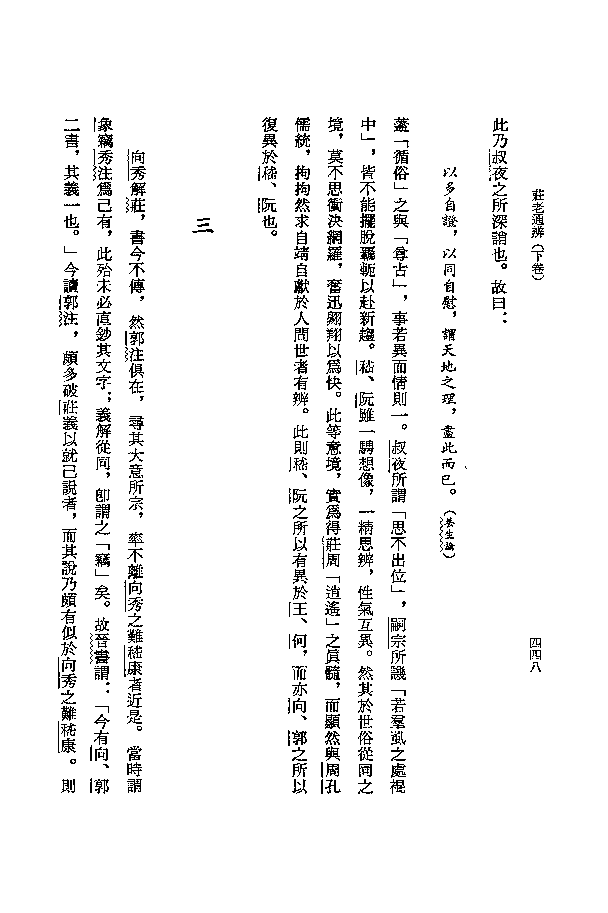 莊老通辨(下卷)
四四八
此乃叔夜之所深誚也。故曰:
以多自證,以同自慰,謂天地之理,盡此而已。(養生論)
蓋「循俗」之與「尊古」,事若異而情則一。叔夜所謂「思不出位」,嗣宗所譏「若羣虱之處褌
中」,皆不能擺脫羈軛以赴新趨。嵇、阮雖一騁想像,一精思辨,性氣互異。然其於世俗從同之
境,莫不思衝決網羅,奮迅翱翔以爲快。此等意境,實爲得莊周「逍遙」之眞髓,而顯然與周孔
儒統,拘拘然求自靖自獻於人間世者有辨。此則嵇、阮之所以有異於王、何,而亦向、郭之所以
復異於嵇、阮也。
三
向秀解莊,書今不傳,然郭注俱在,尋其大意所宗,率不離向秀之難嵇康者近是。當時謂
象竊秀注爲己有,此殆未必直鈔其文字;義解從同,卽謂之「竊」矣。故晉書謂:「今有向、郭
二書,其義一也。」今讀郭注,頗多破莊義以就己說者,而其說乃頗有似於向秀之難嵇康。則